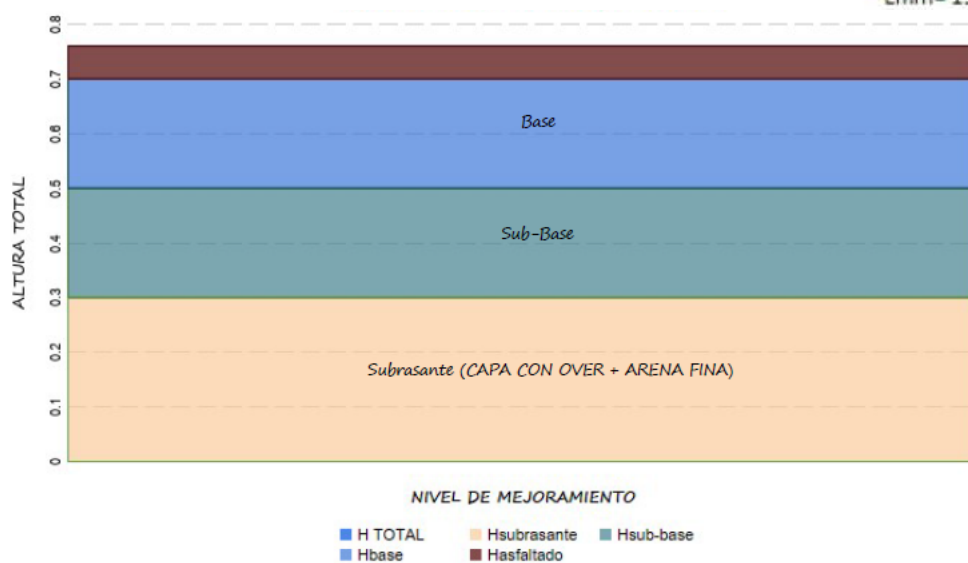 0.8
0.7
Base
0.6
0.5
Sub-Base
0.4
0.3
Subrasante (CAPA CON OVER + ARENA FINA)
0.2
0.1
0
ALTURA TOTAL
NIVEL DE MEJORAMIENTO
H TOTAL Hsubrasante Hsub-base
Hbase Hasfaltado